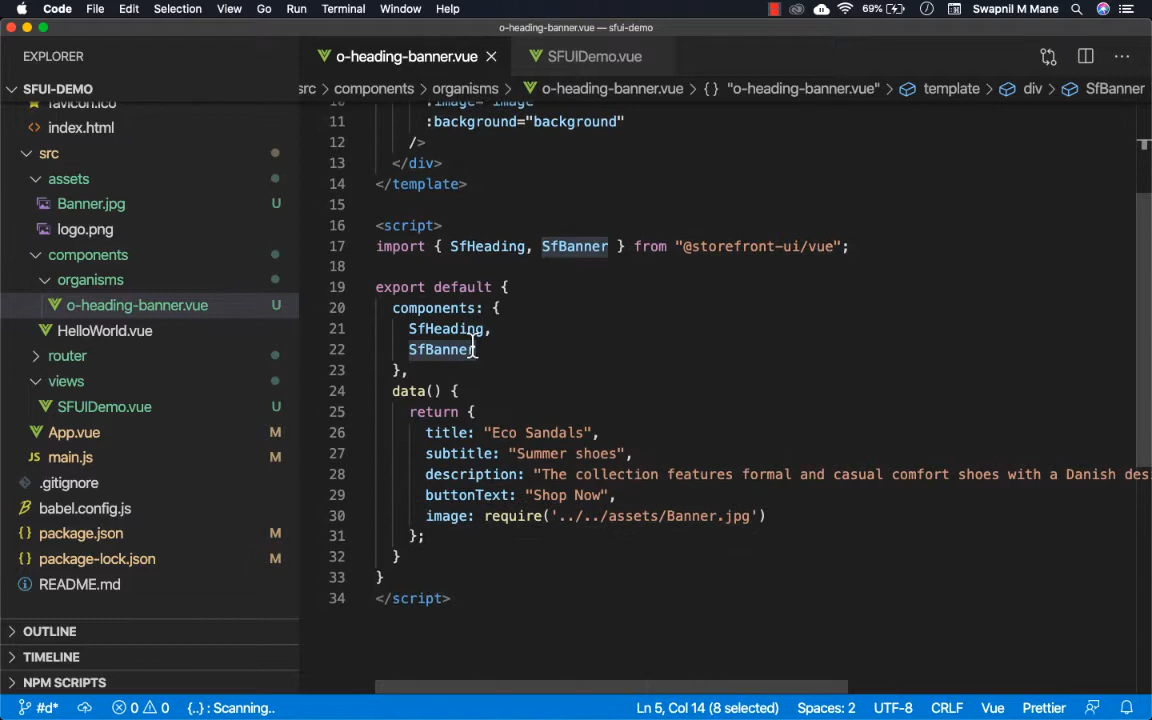 Code File Edit Selection View Go Run Terminal Window Help 69% Swapnil M Mane
o-heading-banner.vue — sfui-demo
EXPLORER
o-heading-banner.vue
SFUIDemo.vue
SFUI-DEMO
src > components > organisms > o-heading-banner.vue > {} "o-heading-banner.vue" > template > div > SfBanner
favicon.ico
index.html
src
assets
Banner.jpg U
logo.png
components
organisms
o-heading-banner.vue U
HelloWorld.vue
router
views
SFUIDemo.vue U
App.vue M
JS main.js M
.gitignore
babel.config.js
{} package.json M
{} package-lock.json M
README.md
OUTLINE
TIMELINE
NPM SCRIPTS
10 :image="image"
11 :background="background"
12 />
13 </div>
14 </template>
15
16 <script>
17 import { SfHeading, SfBanner } from "@storefront-ui/vue";
18
19 export default {
20 components: {
21 SfHeading,
22 SfBanner
23 },
24 data() {
25 return {
26 title: "Eco Sandals",
27 subtitle: "Summer shoes",
28 description: "The collection features formal and casual comfort shoes with a Danish des
29 buttonText: "Shop Now",
30 image: require('../../assets/Banner.jpg')
31 };
32 }
33 }
34 </script>
#d* 0 0 {..} : Scanning.. Ln 5, Col 14 (8 selected) Spaces: 2 UTF-8 CRLF Vue Prettier